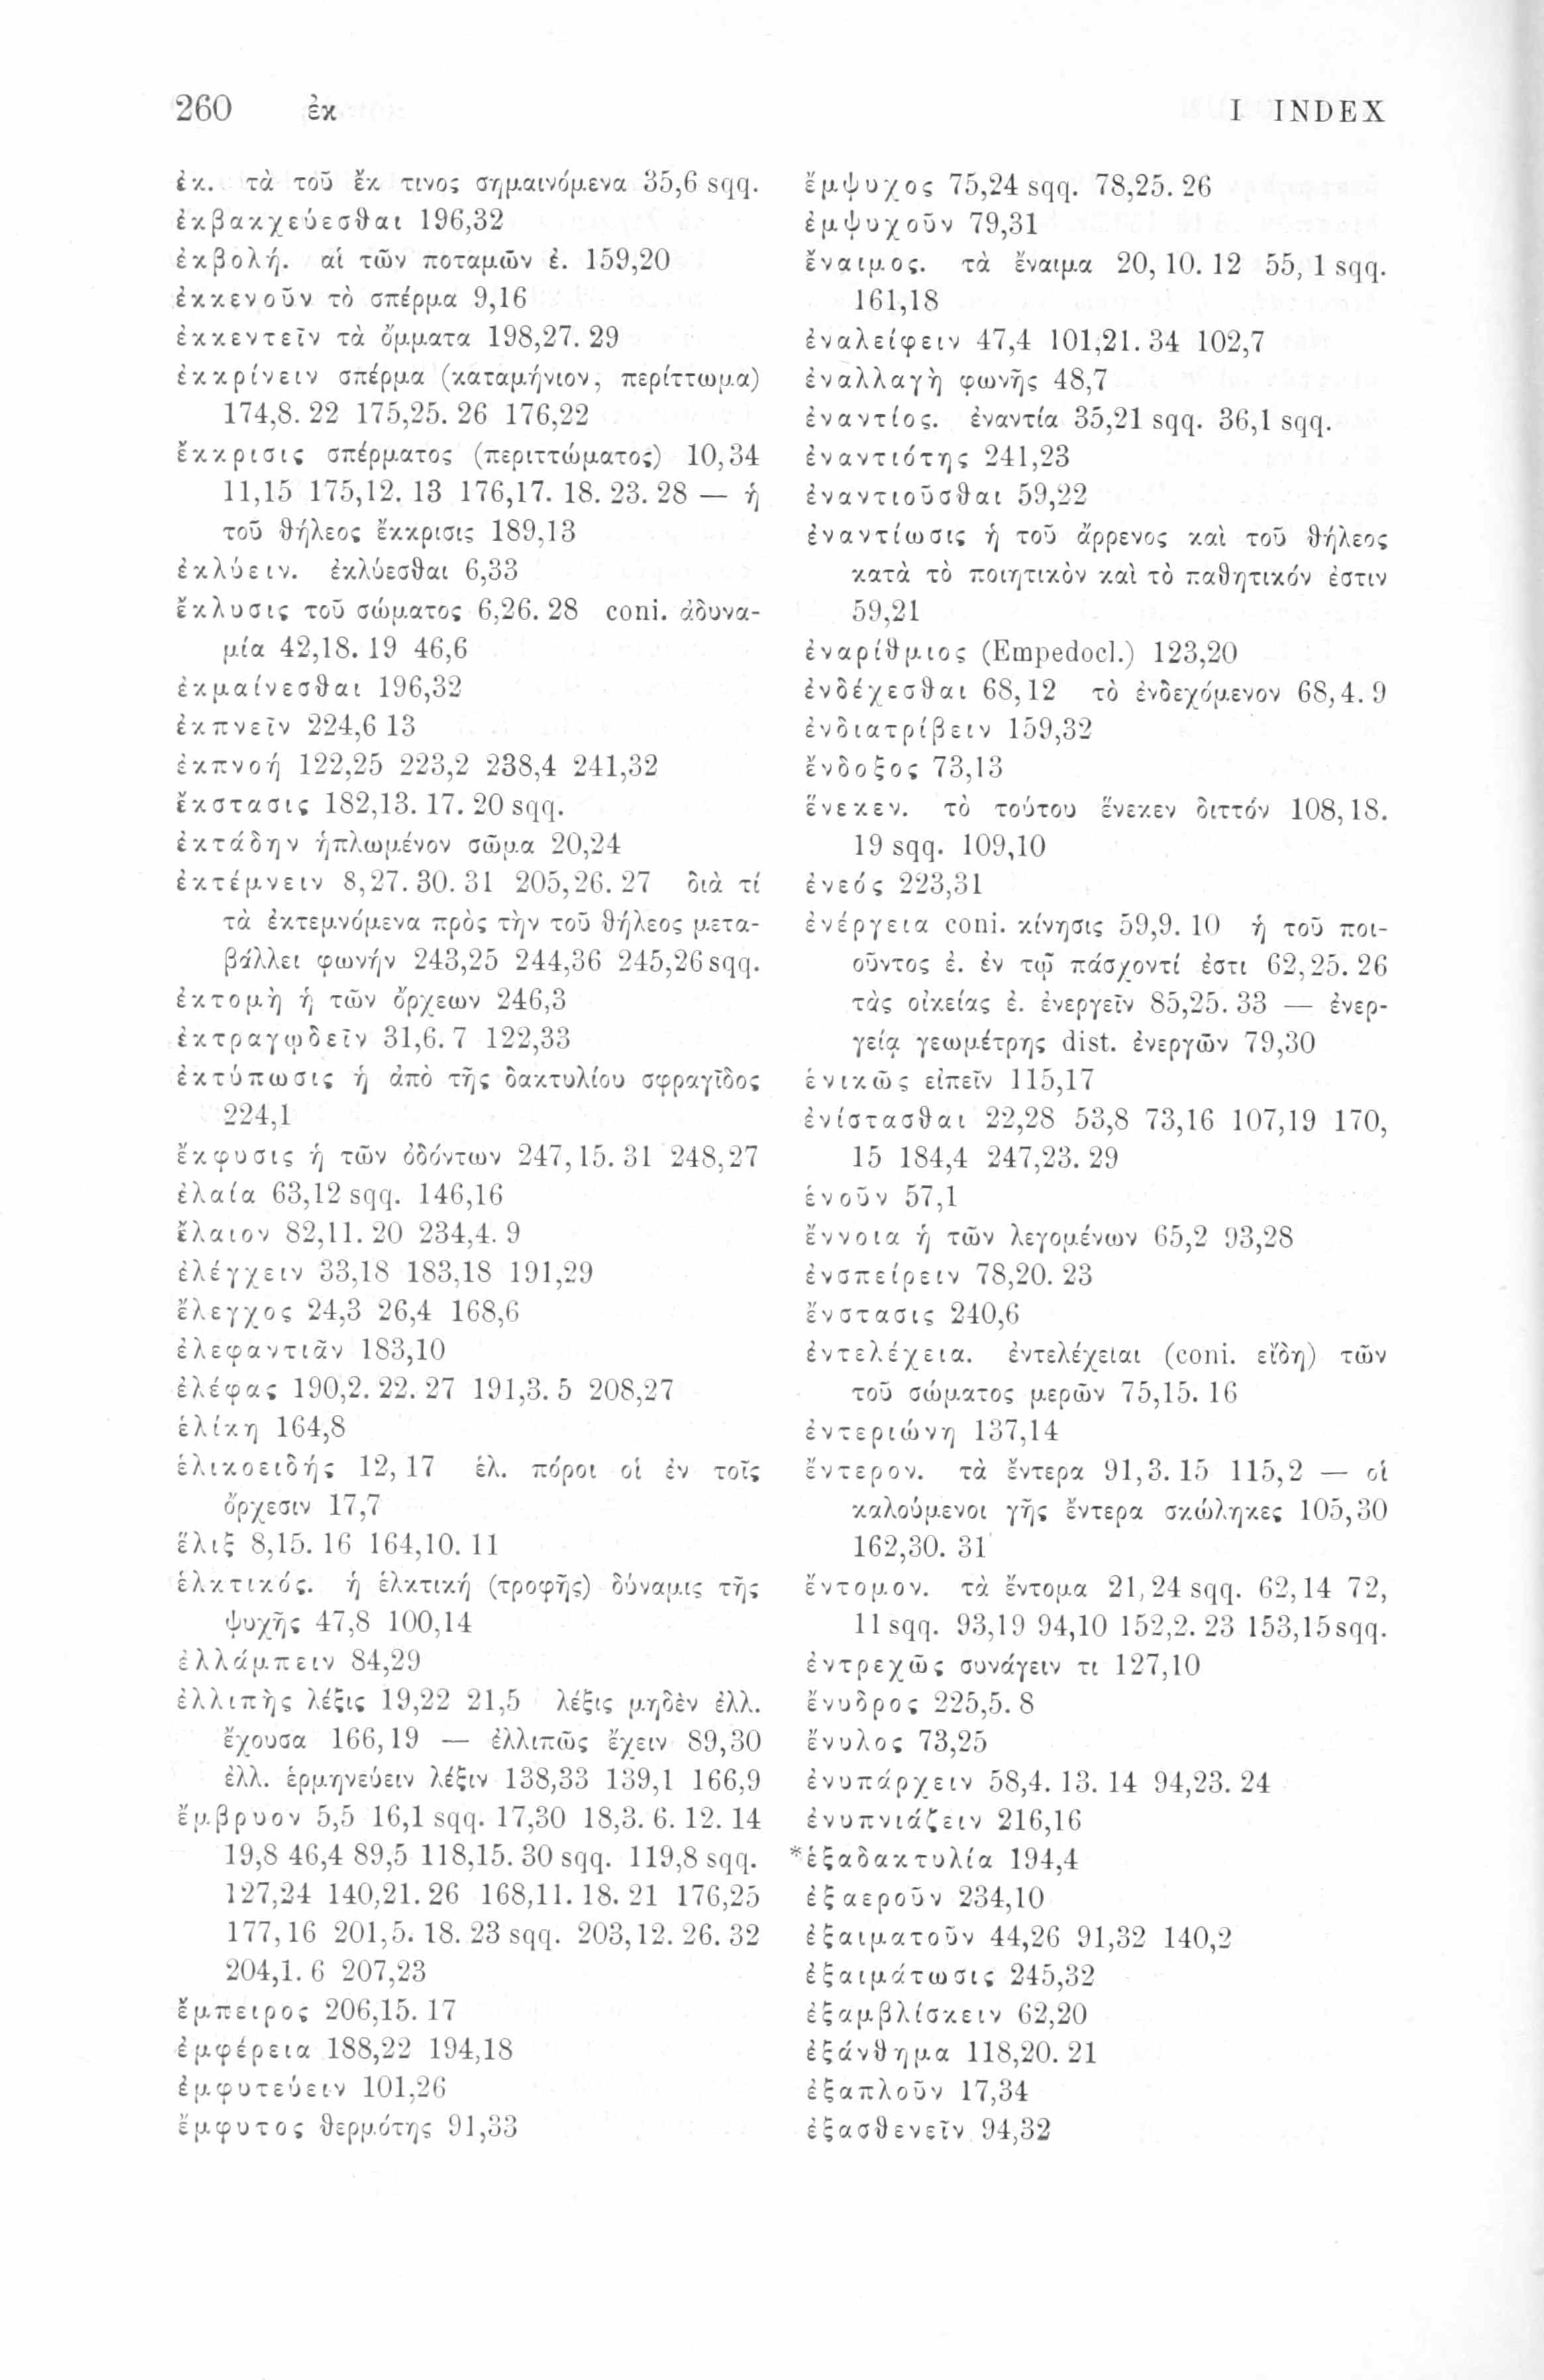 260 ἐκ
I INDEX
ἐκ. τὰ τοῦ ἔκ τινος σημαινόμενα 35,6 sqq.
ἐκβακχεύεσθαι 196,32
ἐκβολή. αἱ τῶν ποταμῶν ἐ. 159,20
ἐκκενοῦν τὸ σπέρμα 9,16
ἐκκεντεῖν τὰ ὄμματα 198,27. 29
ἐκκρίνειν σπέρμα (καταμήνιον, περίττωμα)
174,8. 22 175,25. 26 176,22
ἔκκρισις σπέρματος (περιττώματος) 10,34
11,15 175,12. 13 176,17. 18. 23. 28 — ἡ
τοῦ θήλεος ἔκκρισις 189,13
ἐκλύειν. ἐκλύεσθαι 6,33
ἔκλυσις τοῦ σώματος 6,26. 28 coni. ἀδυνα-
μία 42,18. 19 46,6
ἐκμαίνεσθαι 196,32
ἐκπνεῖν 224,6 13
ἐκπνοή 122,25 223,2 238,4 241,32
ἔκστασις 182,13. 17. 20 sqq.
ἐκτάδην ἡπλωμένον σῶμα 20,24
ἐκτέμνειν 8,27. 30. 31 205,26. 27 διὰ τί
τὰ ἐκτεμνόμενα πρὸς τὴν τοῦ θήλεος μετα-
βάλλει φωνήν 243,25 244,36 245,26 sqq.
ἐκτομὴ ἡ τῶν ὄρχεων 246,3
ἐκτραγῳδεῖν 31,6. 7 122,33
ἐκτύπωσις ἡ ἀπὸ τῆς δακτυλίου σφραγῖδος
224,1
ἔκφυσις ἡ τῶν ὀδόντων 247,15. 31 248,27
ἐλαία 63,12 sqq. 146,16
ἔλαιον 82,11. 20 234,4. 9
ἐλέγχειν 33,18 183,18 191,29
ἔλεγχος 24,3 26,4 168,6
ἐλεφαντιᾶν 183,10
ἐλέφας 190,2. 22. 27 191,3. 5 208,27
ἑλίκη 164,8
ἑλικοειδής 12,17 ἑλ. πόροι οἱ ἐν τοῖς
ὄρχεσιν 17,7
ἕλιξ 8,15. 16 164,10. 11
ἑλκτικός. ἡ ἑλκτική (τροφῆς) δύναμις τῆς
ψυχῆς 47,8 100,14
ἐλλάμπειν 84,29
ἐλλιπὴς λέξις 19,22 21,5 λέξις μηδὲν ἐλλ.
ἔχουσα 166,19 — ἐλλιπῶς ἔχειν 89,30
ἐλλ. ἑρμηνεύειν λέξιν 138,33 139,1 166,9
ἔμβρυον 5,5 16,1 sqq. 17,30 18,3. 6. 12. 14
19,8 46,4 89,5 118,15. 30 sqq. 119,8 sqq.
127,24 140,21. 26 168,11. 18. 21 176,25
177,16 201,5. 18. 23 sqq. 203,12. 26. 32
204,1. 6 207,23
ἔμπειρος 206,15. 17
ἐμφέρεια 188,22 194,18
ἐμφυτεύειν 101,26
ἔμφυτος θερμότης 91,33
ἔμψυχος 75,24 sqq. 78,25. 26
ἐμψυχοῦν 79,31
ἔναιμος. τὰ ἔναιμα 20,10. 12 55,1 sqq.
161,18
ἐναλείφειν 47,4 101,21. 34 102,7
ἐναλλαγὴ φωνῆς 48,7
ἐναντίος. ἐναντία 35,21 sqq. 36,1 sqq.
ἐναντιότης 241,23
ἐναντιοῦσθαι 59,22
ἐναντίωσις ἡ τοῦ ἄρρενος καὶ τοῦ θήλεος
κατὰ τὸ ποιητικὸν καὶ τὸ παθητικόν ἐστιν
59,21
ἐναρίθμιος (Empedocl.) 123,20
ἐνδέχεσθαι 68,12 τὸ ἐνδεχόμενον 68,4. 9
ἐνδιατρίβειν 159,32
ἔνδοξος 73,13
ἕνεκεν. τὸ τούτου ἕνεκεν διττόν 108,18.
19 sqq. 109,10
ἐνεός 223,31
ἐνέργεια coni. κίνησις 59,9. 10 ἡ τοῦ ποι-
οῦντος ἐ. ἐν τῷ πάσχοντί ἐστι 62,25. 26
τὰς οἰκείας ἐ. ἐνεργεῖν 85,25. 33 — ἐνερ-
γείᾳ γεωμέτρης dist. ἐνεργῶν 79,30
ἑνικῶς εἰπεῖν 115,17
ἐνίστασθαι 22,28 53,8 73,16 107,19 170,
15 184,4 247,23. 29
ἑνοῦν 57,1
ἔννοια ἡ τῶν λεγομένων 65,2 93,28
ἐνσπείρειν 78,20. 23
ἔνστασις 240,6
ἐντελέχεια. ἐντελέχειαι (coni. εἴδη) τῶν
τοῦ σώματος μερῶν 75,15. 16
ἐντεριώνη 137,14
ἔντερον. τὰ ἔντερα 91,3. 15 115,2 — οἱ
καλούμενοι γῆς ἔντερα σκώληκες 105,30
162,30. 31
ἔντομον. τὰ ἔντομα 21,24 sqq. 62,14 72,
11 sqq. 93,19 94,10 152,2. 23 153,15 sqq.
ἐντρεχῶς συνάγειν τι 127,10
ἔνυδρος 225,5. 8
ἔνυλος 73,25
ἐνυπάρχειν 58,4. 13. 14 94,23. 24
ἐνυπνιάζειν 216,16
*ἑξαδακτυλία 194,4
ἐξαεροῦν 234,10
ἐξαιματοῦν 44,26 91,32 140,2
ἐξαιμάτωσις 245,32
ἐξαμβλίσκειν 62,20
ἐξάνθημα 118,20. 21
ἐξαπλοῦν 17,34
ἐξασθενεῖν 94,32